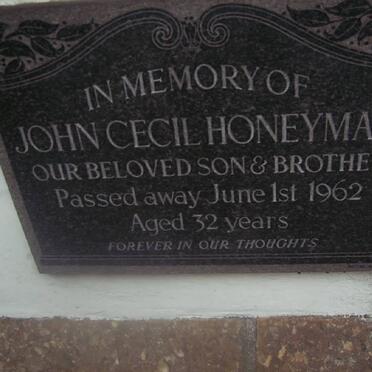 IN MEMORY OF
JOHN CECIL HONEYMA
OUR BELOVED SON & BROTHE
Passed away June 1st 1962
Aged 32 years
FOREVER IN OUR THOUGHTS